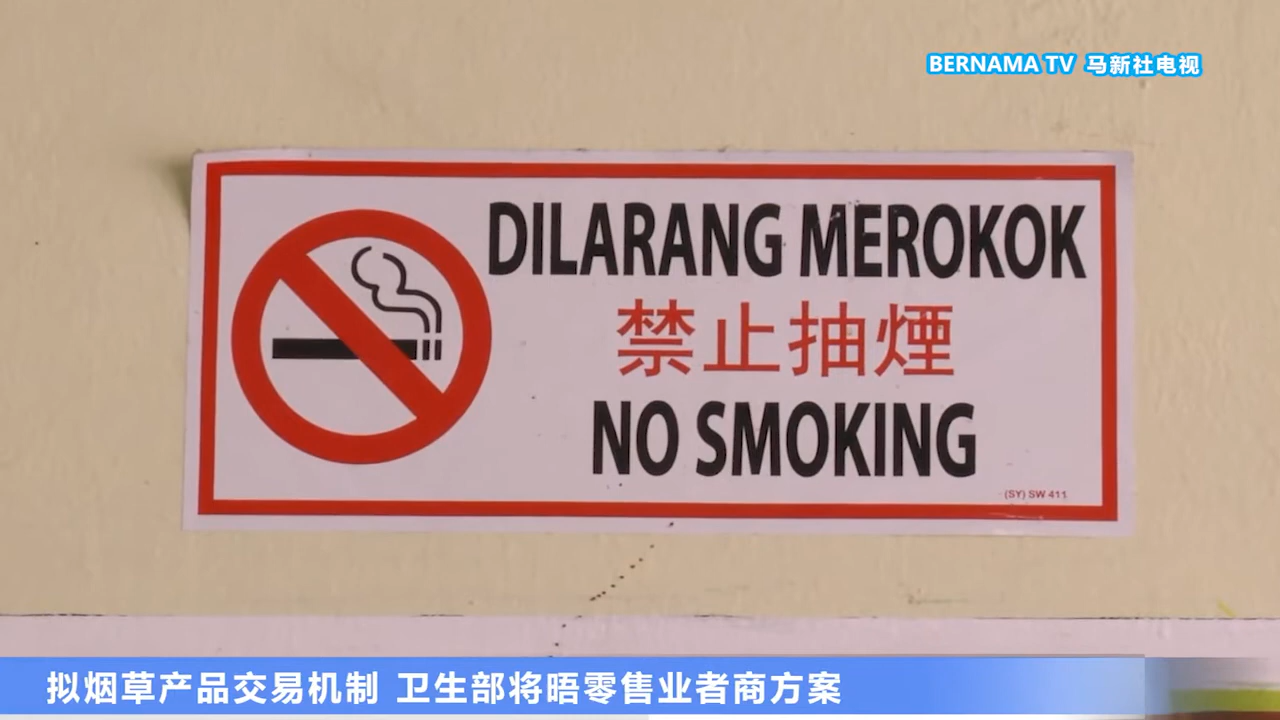 BERNAMA TV 马新社电视
DILARANG MEROKOK
禁止抽煙
NO SMOKING
(SY) SW 411
拟烟草产品交易机制 卫生部将晤零售业者商方案